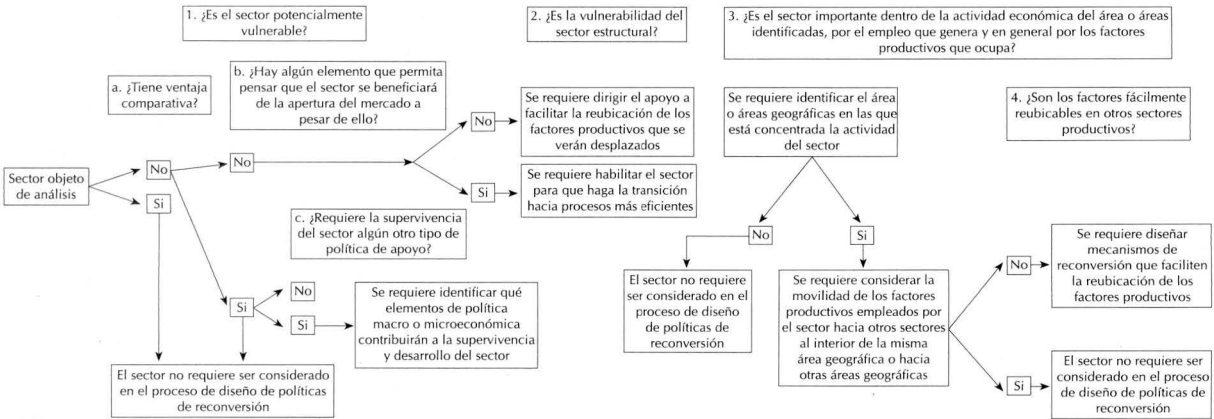 1. ¿Es el sector potencialmente
vulnerable?
2. ¿Es la vulnerabilidad del
sector estructural?
3. ¿Es el sector importante dentro de la actividad económica del área o áreas
identificadas, por el empleo que genera y en general por los factores
productivos que ocupa?
a. ¿Tiene ventaja
comparativa?
b. ¿Hay algún elemento que permita
pensar que el sector se beneficiará
de la apertura del mercado a
pesar de ello?
Sector objeto
de análisis
No
Si
No
No
Se requiere dirigir el apoyo a
facilitar la reubicación de los
factores productivos que se
verán desplazados
Si
Se requiere habilitar el sector
para que haga la transición
hacia procesos más eficientes
c. ¿Requiere la supervivencia
del sector algún otro tipo de
política de apoyo?
Si
No
Si
Se requiere identificar qué
elementos de política
macro o microeconómica
contribuirán a la supervivencia
y desarrollo del sector
El sector no requiere ser considerado
en el proceso de diseño de políticas
de reconversión
Se requiere identificar el área
o áreas geográficas en las que
está concentrada la actividad
del sector
4. ¿Son los factores fácilmente
reubicables en otros sectores
productivos?
No
Si
El sector no requiere
ser considerado en el
proceso de diseño
de políticas de
reconversión
Se requiere considerar la
movilidad de los factores
productivos empleados por
el sector hacia otros sectores
al interior de la misma
área geográfica o hacia
otras áreas geográficas
No
Se requiere diseñar
mecanismos de
reconversión que faciliten
la reubicación de los
factores productivos
Si
El sector no requiere ser
considerado en el proceso
de diseño de políticas de
reconversión